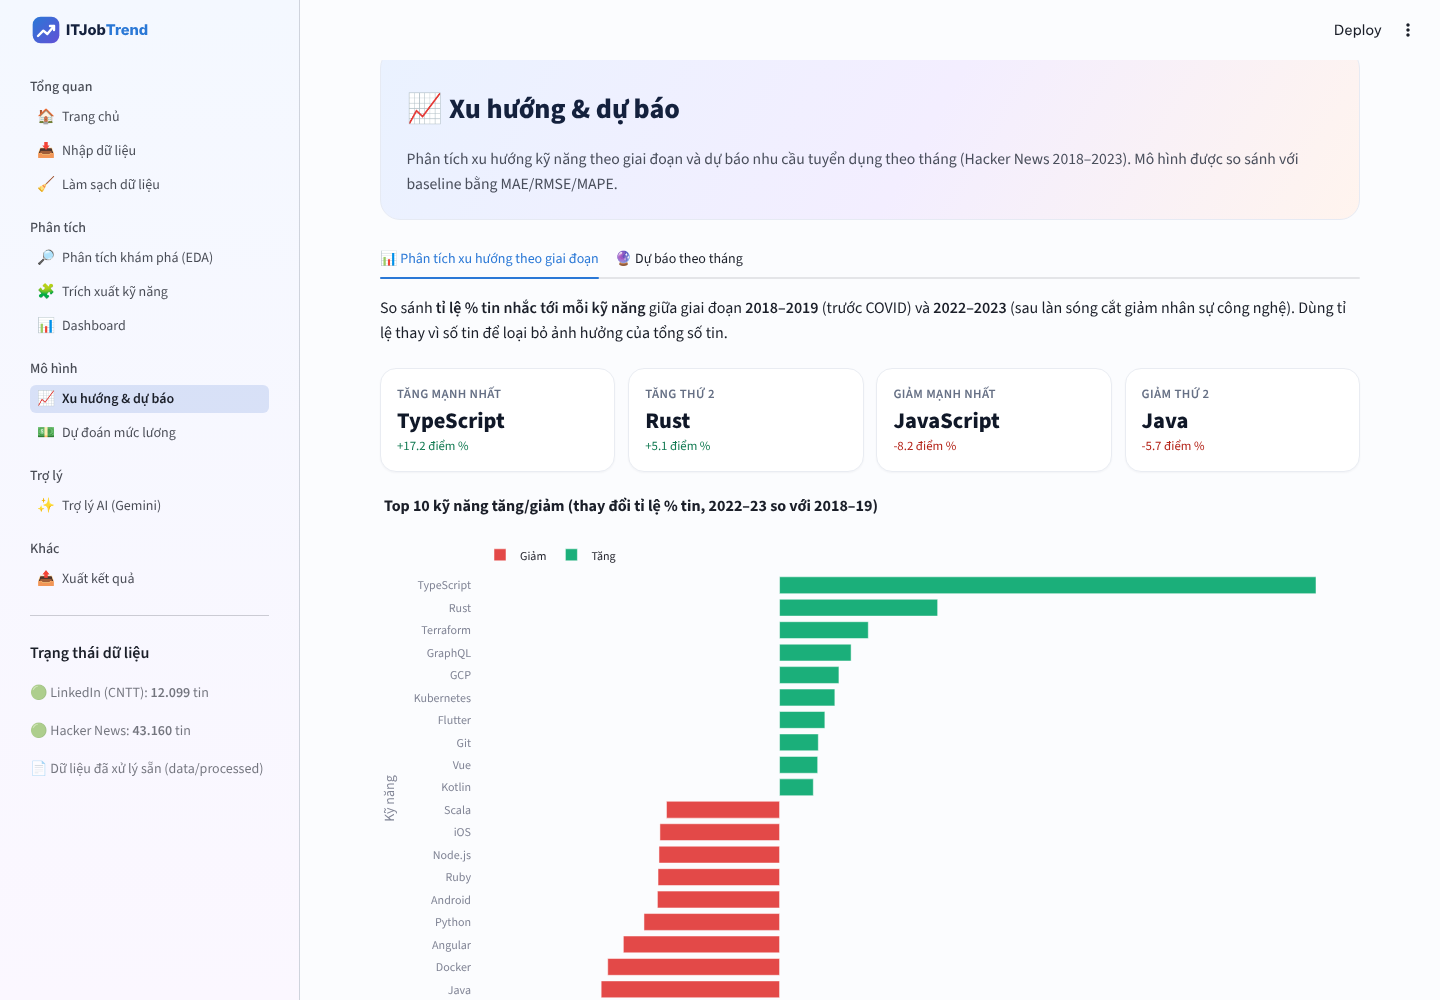 ITJobTrend
Tổng quan
Trang chủ
Nhập dữ liệu
Làm sạch dữ liệu
Phân tích
Phân tích khám phá (EDA)
Trích xuất kỹ năng
Dashboard
Mô hình
Xu hướng & dự báo
Dự đoán mức lương
Trợ lý
Trợ lý AI (Gemini)
Khác
Xuất kết quả
Trạng thái dữ liệu
LinkedIn (CNTT): 12.099 tin
Hacker News: 43.160 tin
Dữ liệu đã xử lý sẵn (data/processed)
Deploy
Xu hướng & dự báo
Phân tích xu hướng kỹ năng theo giai đoạn và dự báo nhu cầu tuyển dụng theo tháng (Hacker News 2018–2023). Mô hình được so sánh với
baseline bằng MAE/RMSE/MAPE.
Phân tích xu hướng theo giai đoạn
Dự báo theo tháng
So sánh tỉ lệ % tin nhắc tới mỗi kỹ năng giữa giai đoạn 2018–2019 (trước COVID) và 2022–2023 (sau làn sóng cắt giảm nhân sự công nghệ). Dùng tỉ
lệ thay vì số tin để loại bỏ ảnh hưởng của tổng số tin.
TĂNG MẠNH NHẤT
TypeScript
+17.2 điểm %
TĂNG THỨ 2
Rust
+5.1 điểm %
GIẢM MẠNH NHẤT
JavaScript
-8.2 điểm %
GIẢM THỨ 2
Java
-5.7 điểm %
Top 10 kỹ năng tăng/giảm (thay đổi tỉ lệ % tin, 2022–23 so với 2018–19)
Giảm
Tăng
Kỹ năng
TypeScript
Rust
Terraform
GraphQL
GCP
Kubernetes
Flutter
Git
Vue
Kotlin
Scala
iOS
Node.js
Ruby
Android
Python
Angular
Docker
Java